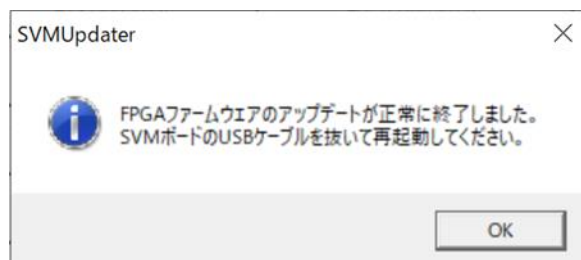 SVMUpdater
FPGAファームウェアのアップデートが正常に終了しました。
SVMボードのUSBケーブルを抜いて再起動してください。
OK